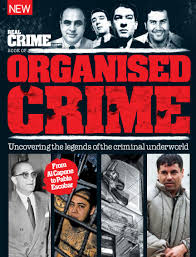 NEW
REAL
CRIME
BOOK OF
ORGANISED
CRIME
Uncovering the legends of the criminal underworld
From
Al Capone
to Pablo
Escobar